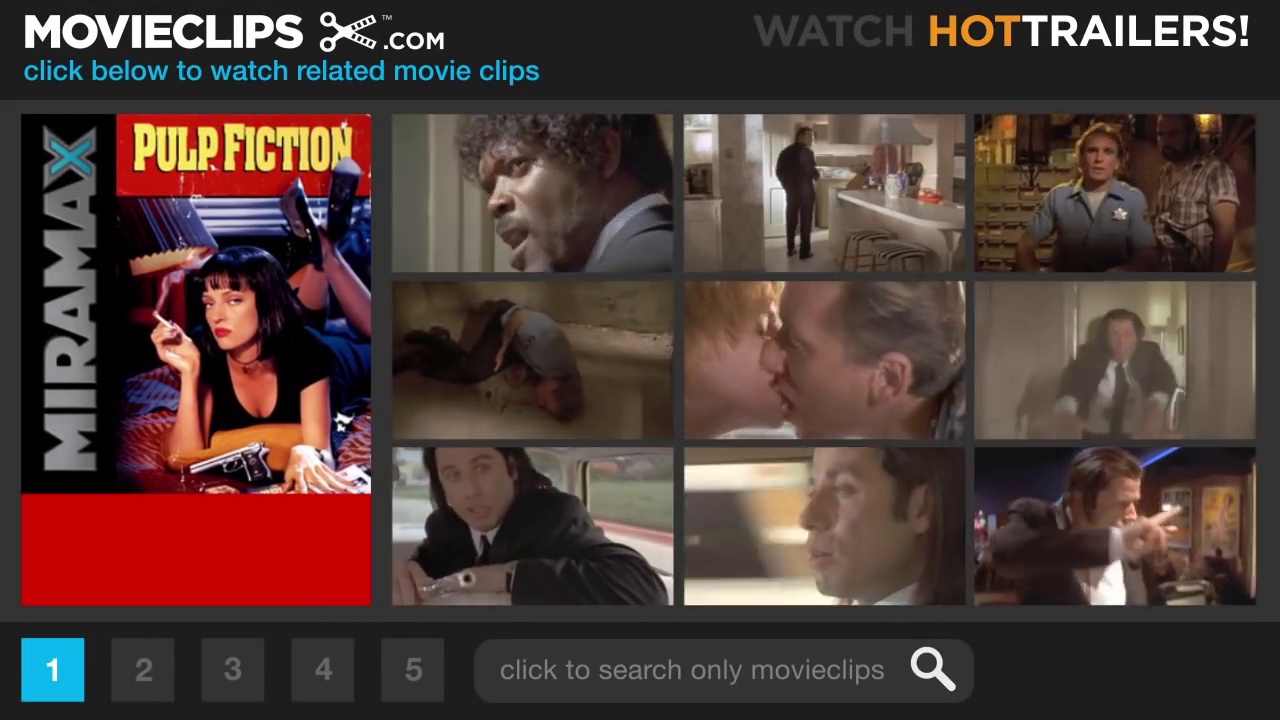 MOVIECLIPS .COM
™
click below to watch related movie clips
WATCH HOTTRAILERS!
MIRAMAX
PULP FICTION
1 2 3 4 5
click to search only movieclips